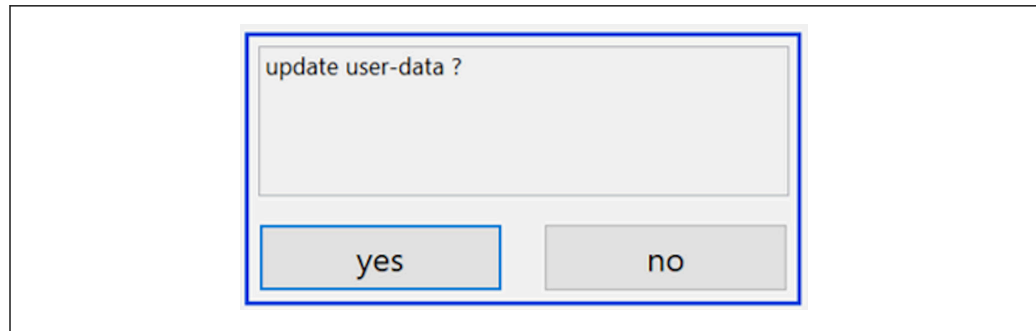 update user-data ?
yes
no